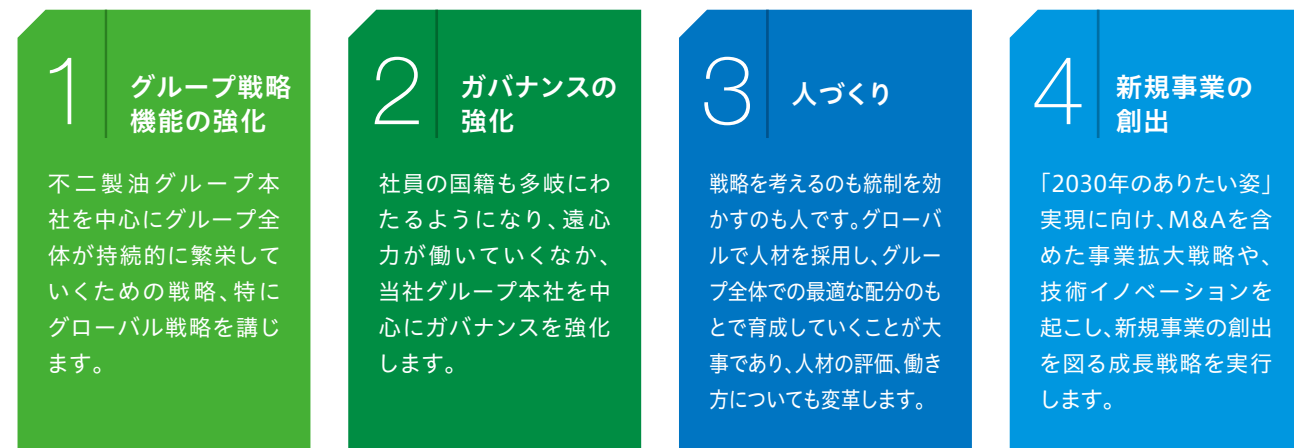 1
グループ戦略
機能の強化
不二製油グループ本
社を中心にグループ全
体が持続的に繁栄して
いくための戦略、特に
グローバル戦略を講じ
ます。
2
ガバナンスの
強化
社員の国籍も多岐にわ
たるようになり、遠心
力が働いていくなか、
当社グループ本社を中
心にガバナンスを強化
します。
3
人づくり
戦略を考えるのも統制を効
かすのも人です。グローバ
ルで人材を採用し、グルー
プ全体での最適な配分のも
とで育成していくことが大
事であり、人材の評価、働き
方についても変革します。
4
新規事業の
創出
「2030年のありたい姿」
実現に向け、M&Aを含
めた事業拡大戦略や、
技術イノベーションを
起こし、新規事業の創出
を図る成長戦略を実行
します。